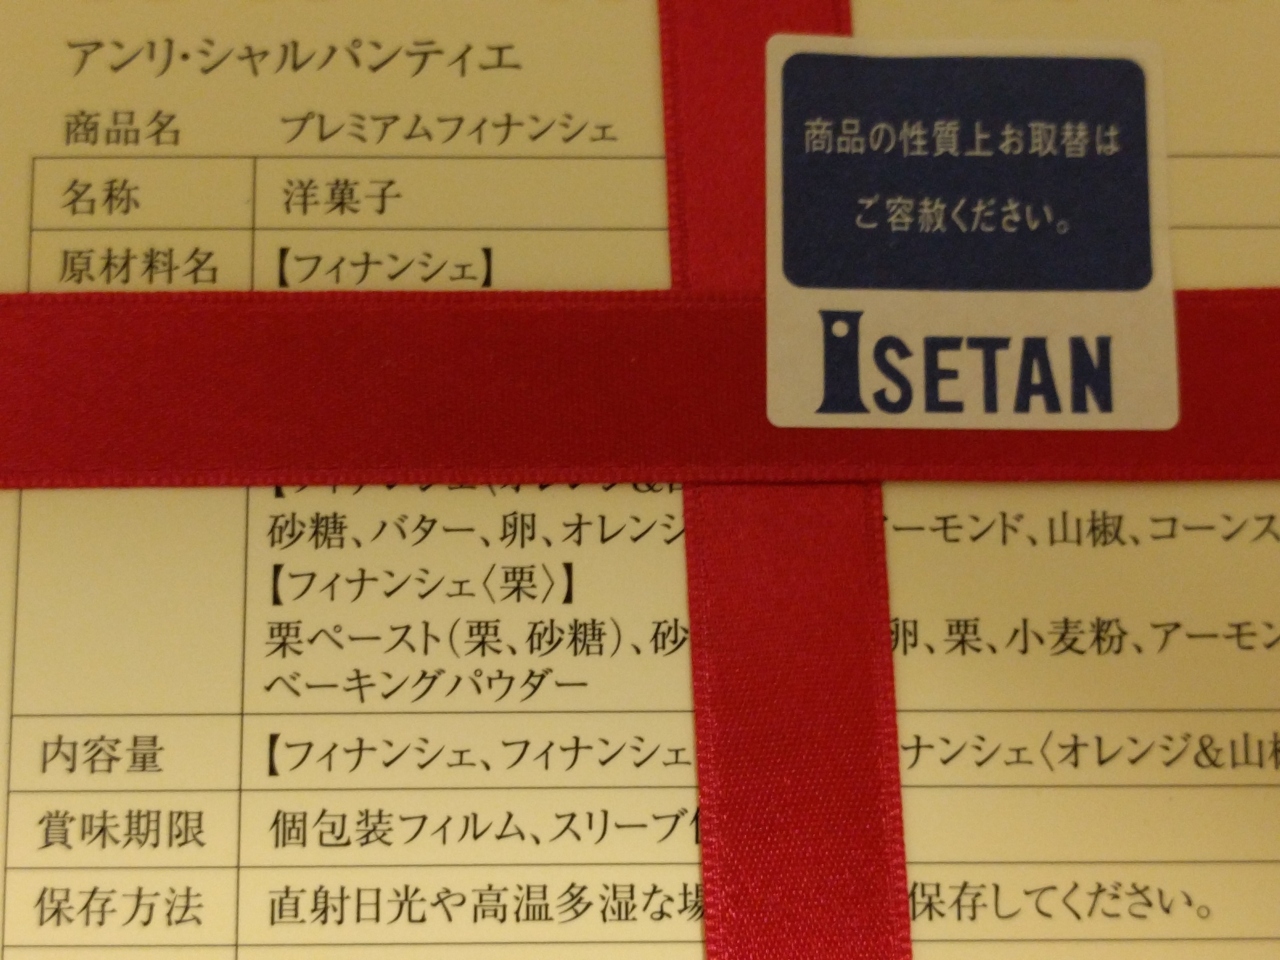 アンリ・シャルパンティエ
商品名 プレミアムフィナンシェ
名称 洋菓子
原材料名 【フィナンシェ】
商品の性質上お取替は
ご容赦ください。
ISETAN
砂糖、バター、卵、オレンジ ーモンド、山椒、コーンス
【フィナンシェ〈栗〉】
栗ペースト(栗、砂糖)、砂 卵、栗、小麦粉、アーモン
ベーキングパウダー
内容量 【フィナンシェ、フィナンシェ ナンシェ〈オレンジ&山椒
賞味期限 個包装フィルム、スリーブ
保存方法 直射日光や高温多湿な場 保存してください。